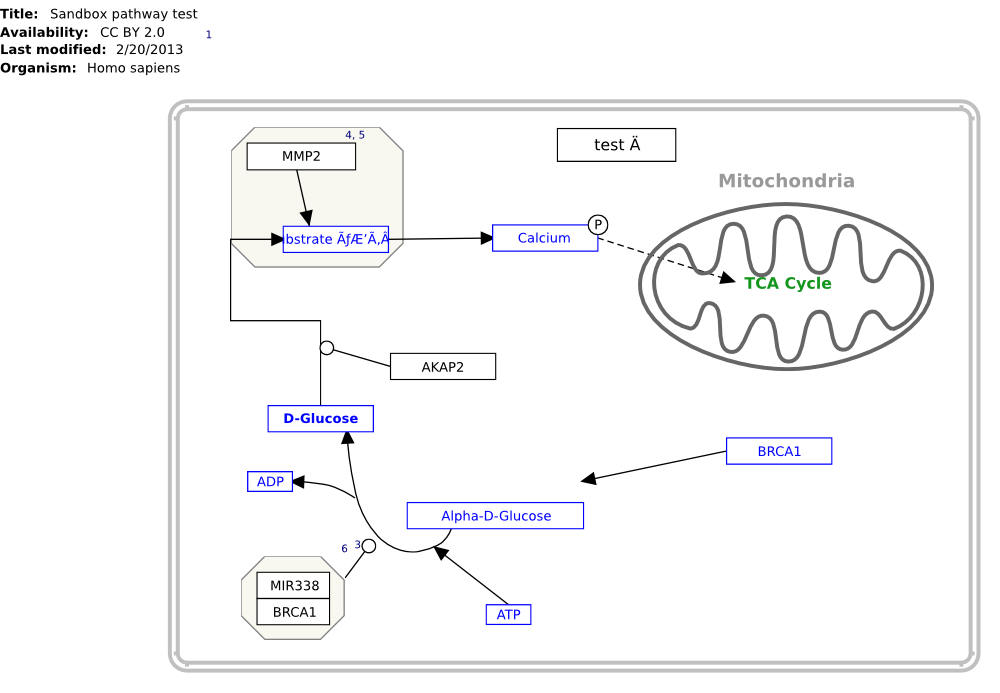 Title: Sandbox pathway test
Availability: CC BY 2.0 1
Last modified: 2/20/2013
Organism: Homo sapiens
4, 5
MMP2
test Ä
Mitochondria
P
bstrate ÃƒÆ’Ã‚Â
Calcium
TCA Cycle
AKAP2
D-Glucose
BRCA1
ADP
Alpha-D-Glucose
6 3
MIR338
BRCA1
ATP